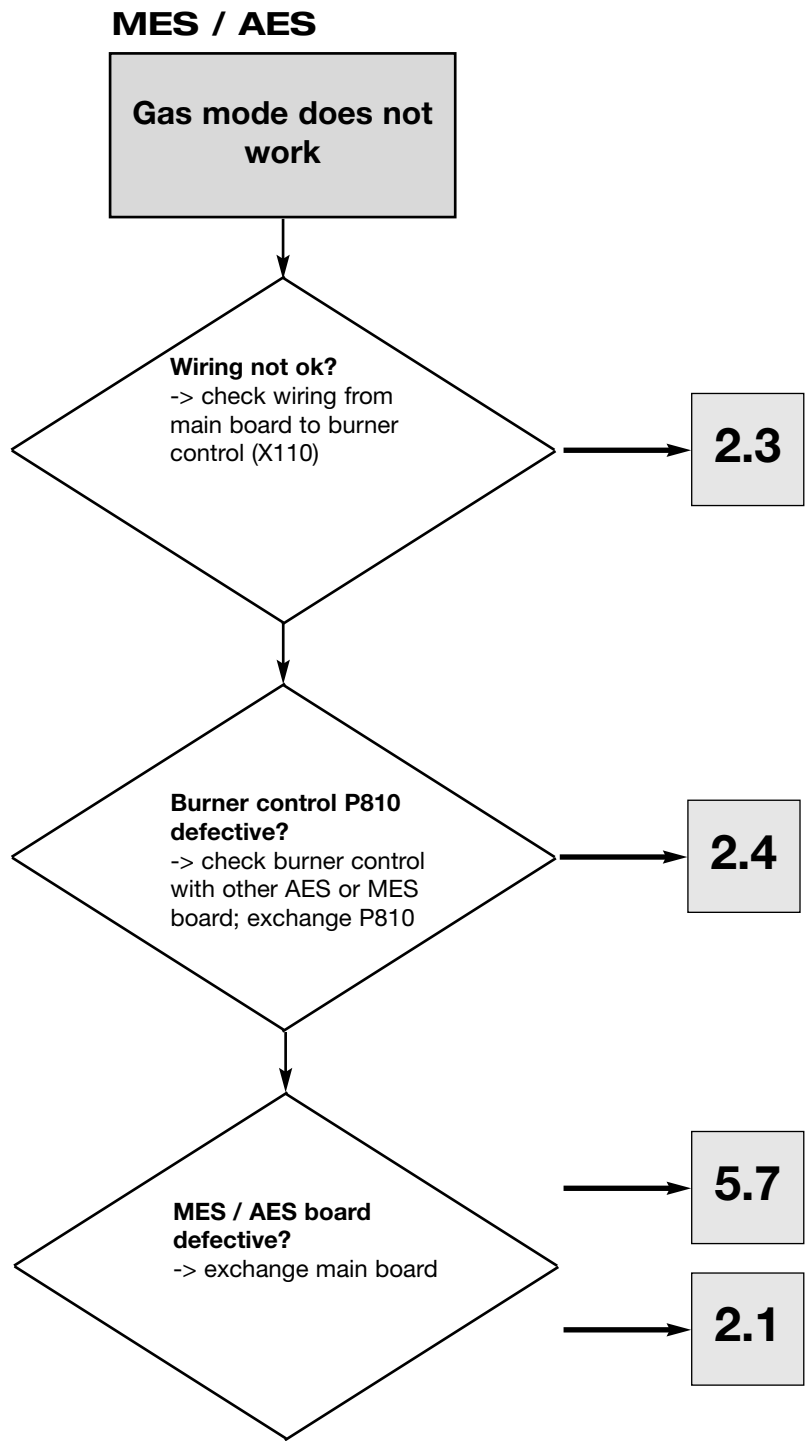 MES / AES
Gas mode does not
work
Wiring not ok?
-> check wiring from
main board to burner
control (X110)
2.3
Burner control P810
defective?
-> check burner control
with other AES or MES
board; exchange P810
2.4
MES / AES board
defective?
-> exchange main board
5.7
2.1